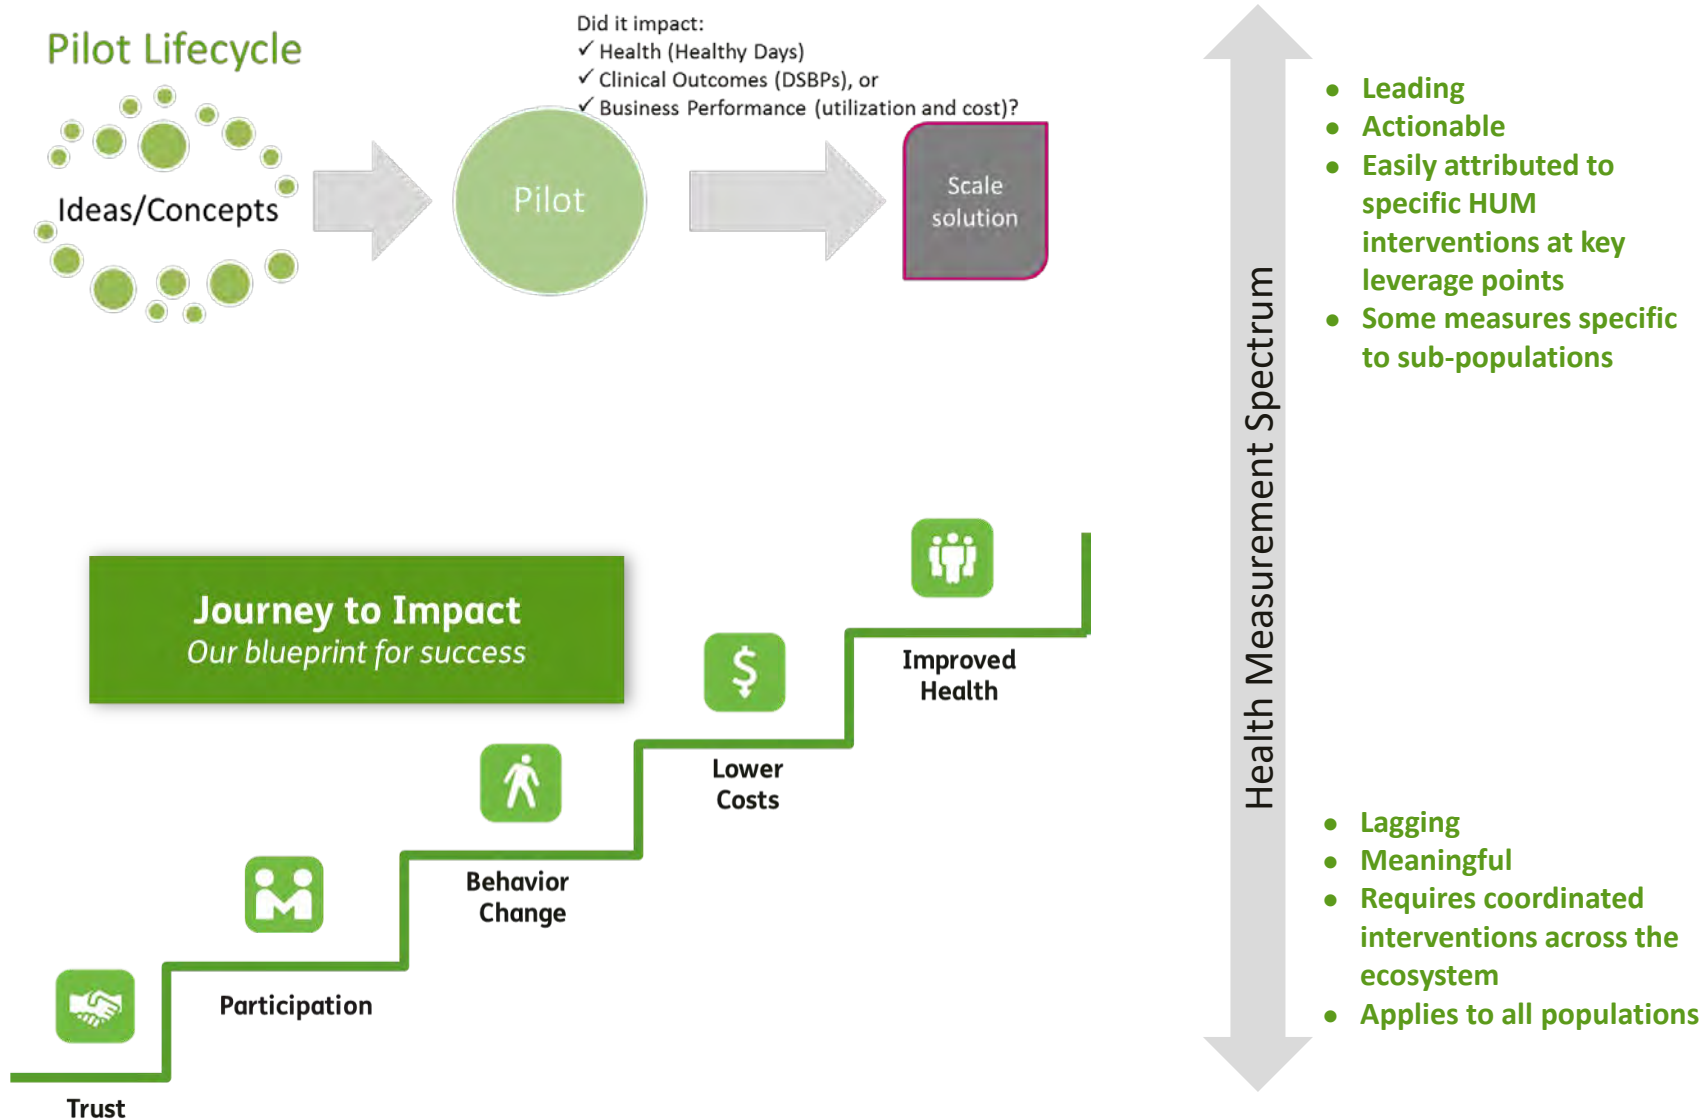 Pilot Lifecycle
Ideas/Concepts
Pilot
Did it impact:
✓ Health (Healthy Days)
✓ Clinical Outcomes (DSBPs), or
✓ Business Performance (utilization and cost)?
Scale
solution
Journey to Impact
Our blueprint for success
Trust
Participation
Behavior
Change
Lower
Costs
Improved
Health
Health Measurement Spectrum
● Leading
● Actionable
● Easily attributed to
specific HUM
interventions at key
leverage points
● Some measures specific
to sub-populations
● Lagging
● Meaningful
● Requires coordinated
interventions across the
ecosystem
● Applies to all populations